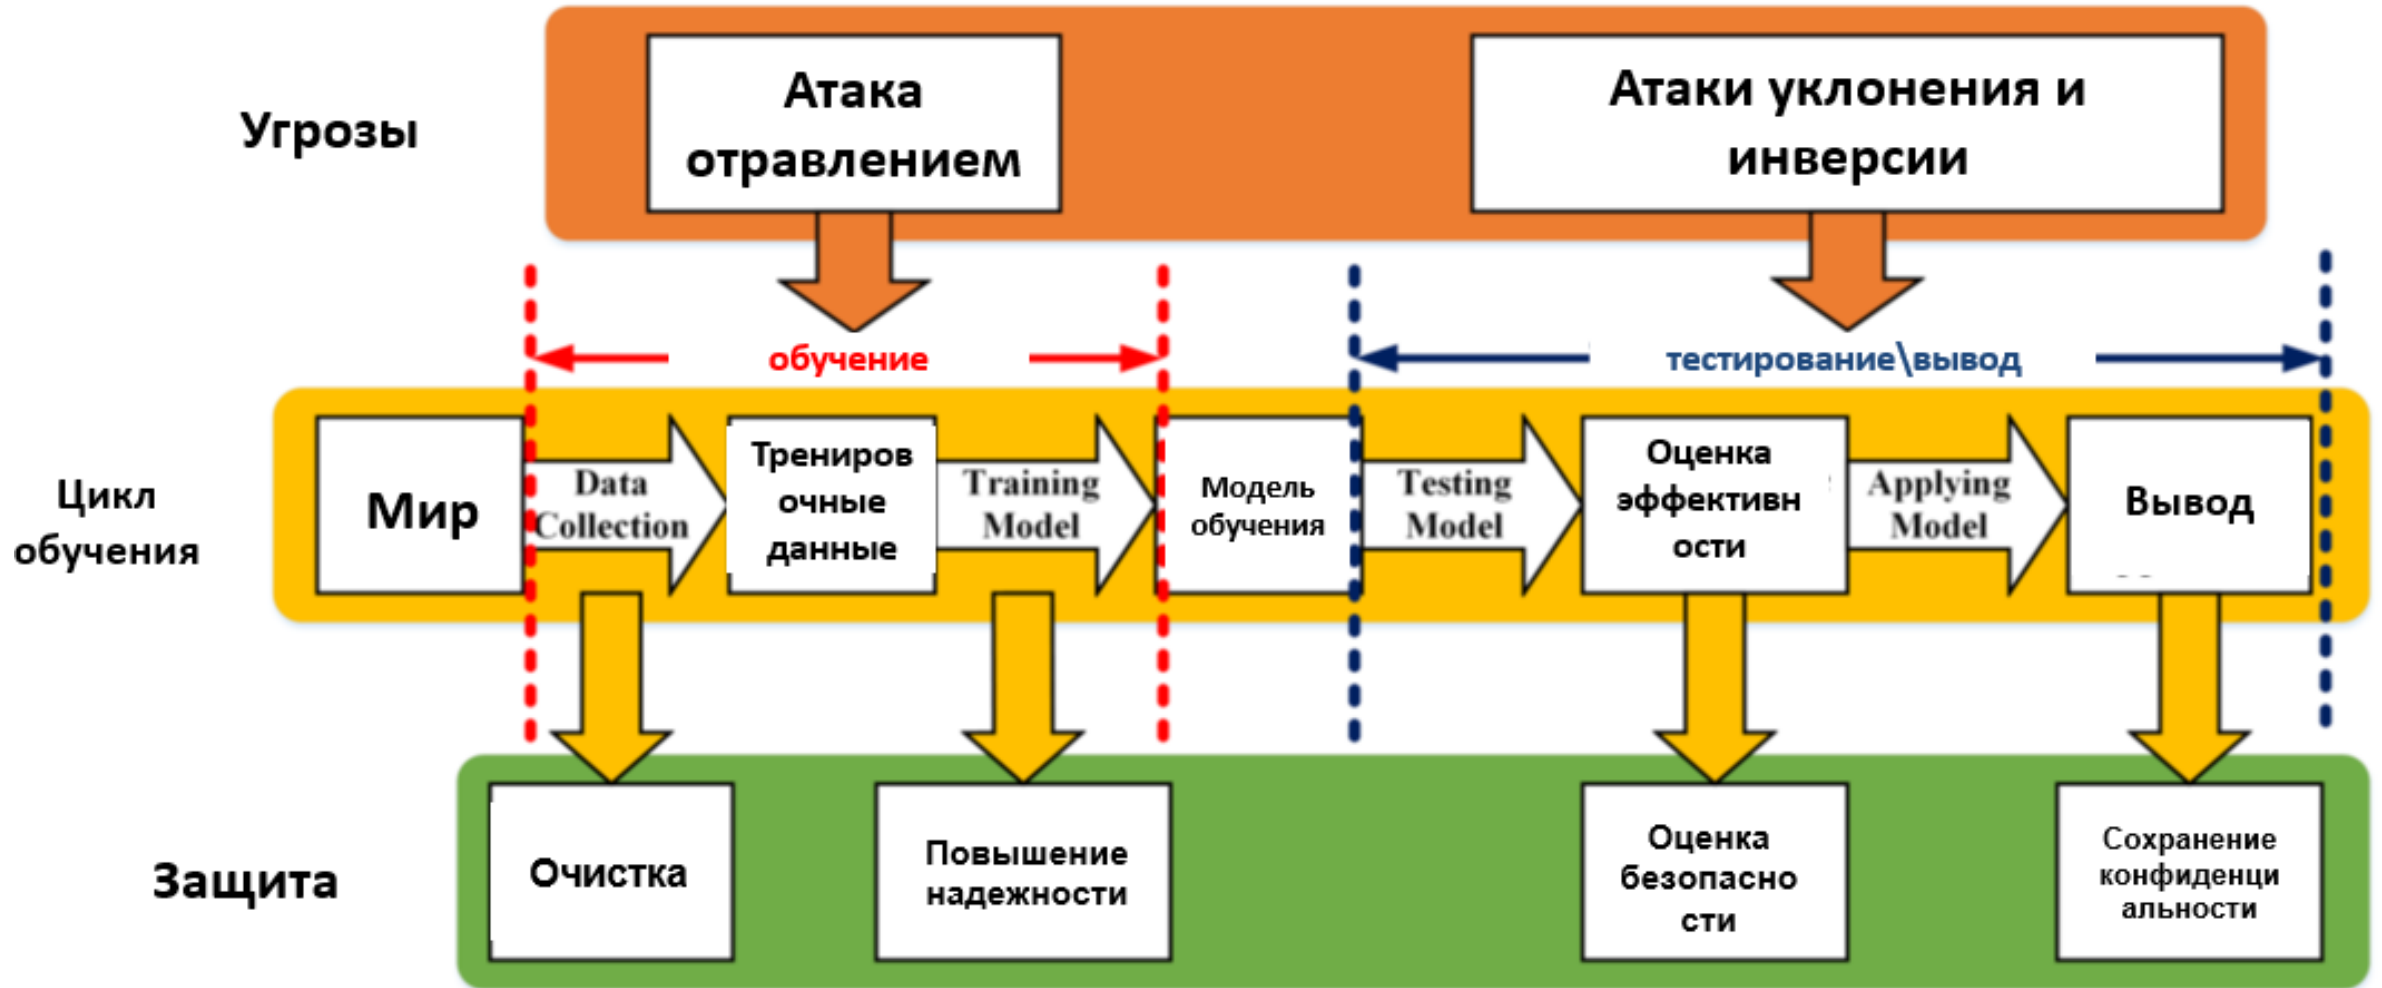 Угрозы
Атака
отравлением
Атаки уклонения и
инверсии
обучение
тестирование\вывод
Цикл
обучения
Мир
Data
Collection
Трениров
очные
данные
Training
Model
Модель
обучения
Testing
Model
Оценка
эффективн
ости
Applying
Model
Вывод
Защита
Очистка
Повышение
надежности
Оценка
безопасно
сти
Сохранение
конфиденци
альности